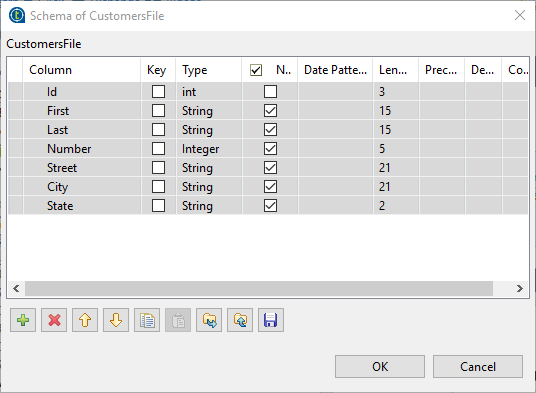 Schema of CustomersFile
CustomersFile
Column Key Type N.. Date Patte... Len... Prec... De... Co..
Id int 3
First String 15
Last String 15
Number Integer 5
Street String 21
City String 21
State String 2
OK Cancel